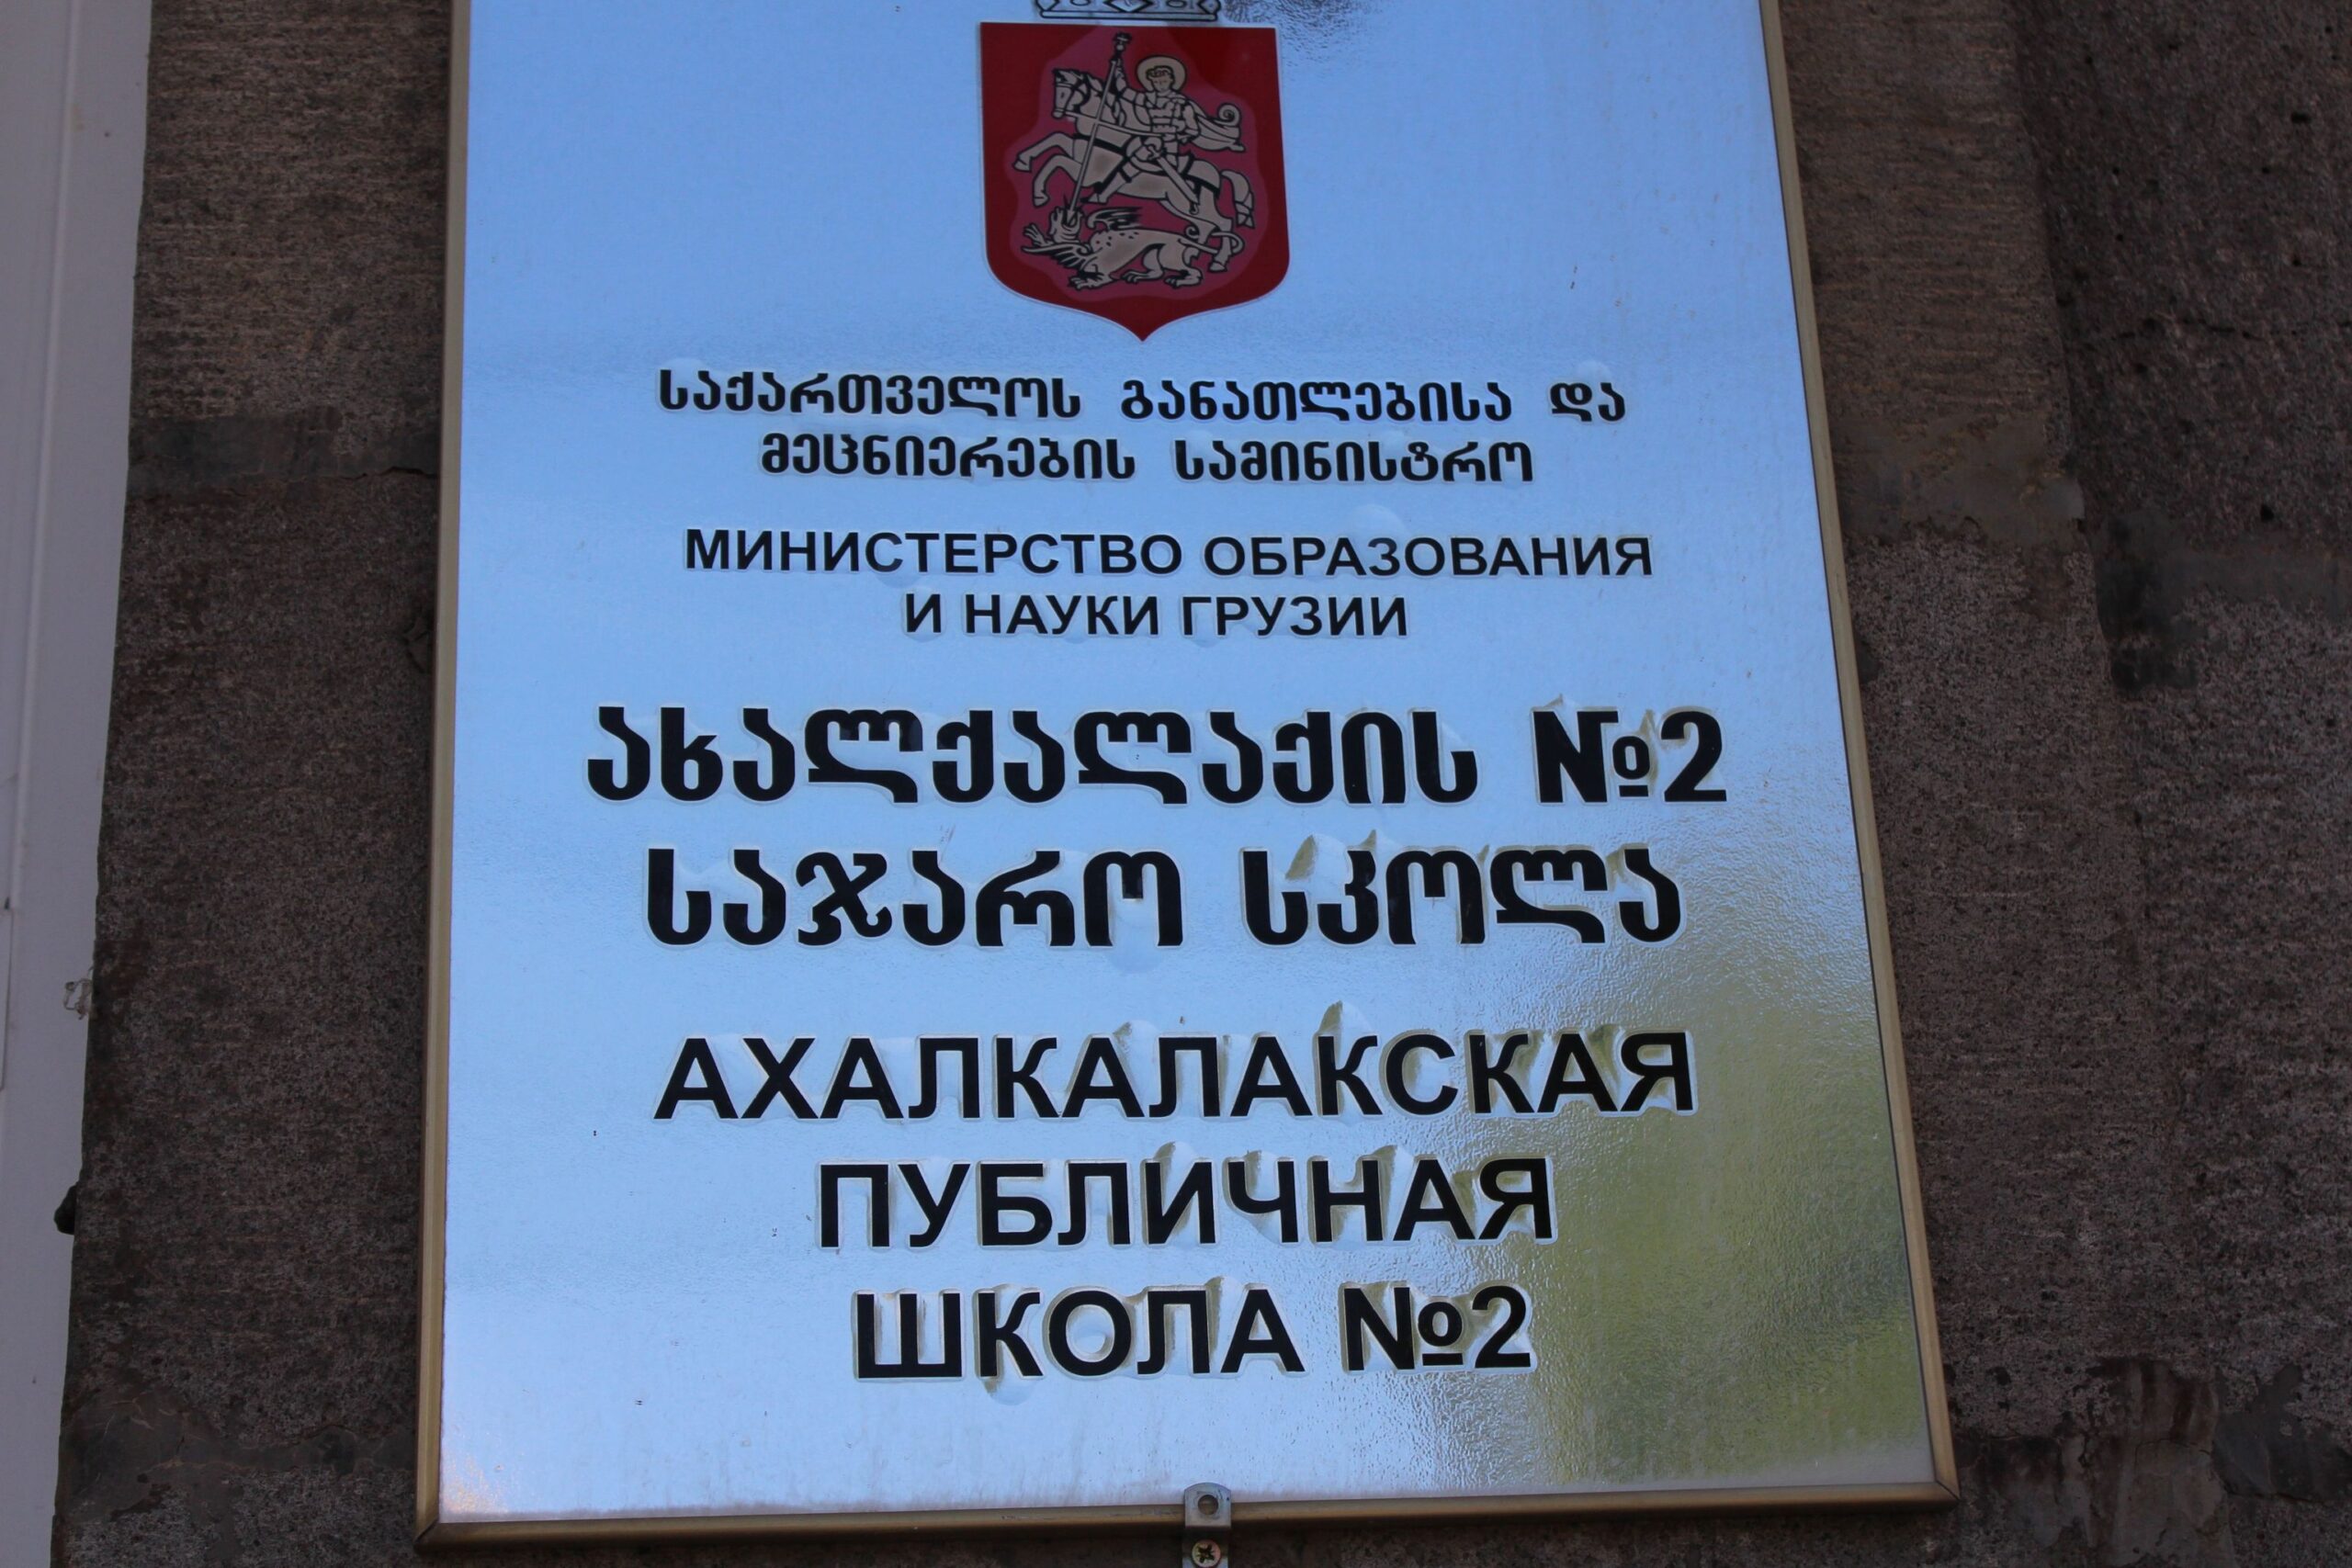 საქართველოს განათლებისა და
მეცნიერების სამინისტრო
МИНИСТЕРСТВО ОБРАЗОВАНИЯ
И НАУКИ ГРУЗИИ
ახალქალაქის №2
საჯარო სკოლა
АХАЛКАЛАКСКАЯ
ПУБЛИЧНАЯ
ШКОЛА №2